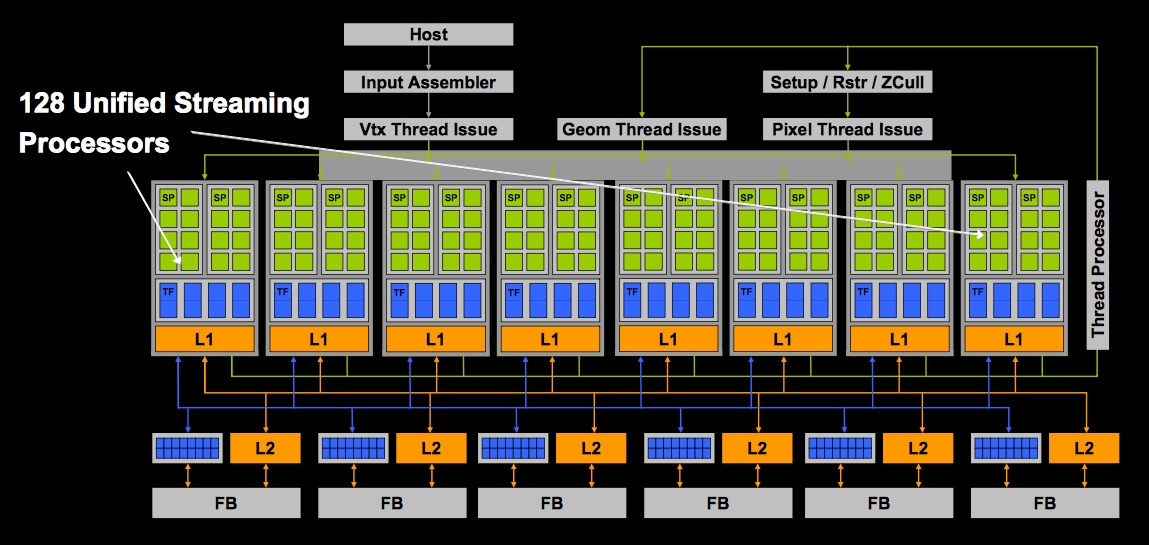 Host
Input Assembler
Setup / Rstr / ZCull
128 Unified Streaming
Processors
Vtx Thread Issue
Geom Thread Issue
Pixel Thread Issue
SP SP SP SP SP SP SP SP SP SP SP SP SP SP SP SP
Thread Processor
TF TF TF TF TF TF TF TF
L1 L1 L1 L1 L1 L1 L1 L1
L2 L2 L2 L2 L2 L2
FB FB FB FB FB FB